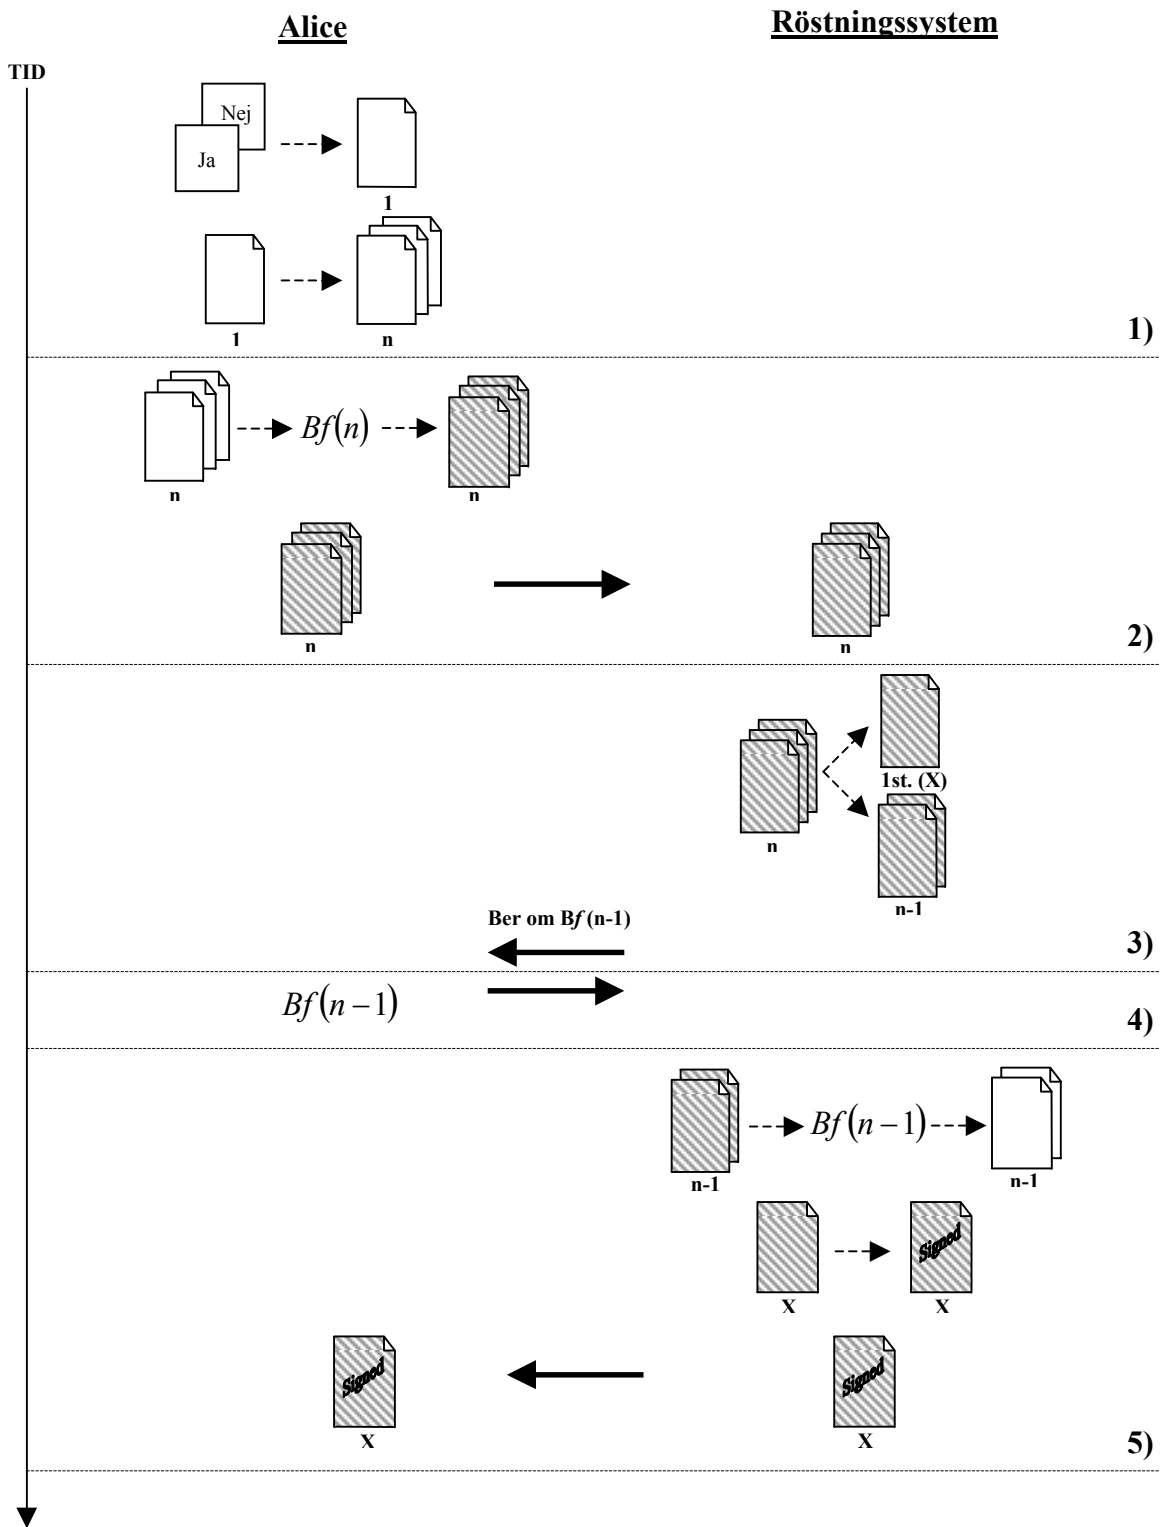 Alice
Röstningssystem
TID
Nej
Ja
1
1
n
1)
Bf(n)
n
n
n
n
2)
1st. (X)
n
n-1
Ber om Bf (n-1)
3)
Bf(n − 1)
4)
Bf(n − 1)
n-1
n-1
Signed
X
X
Signed
Signed
X
X
5)